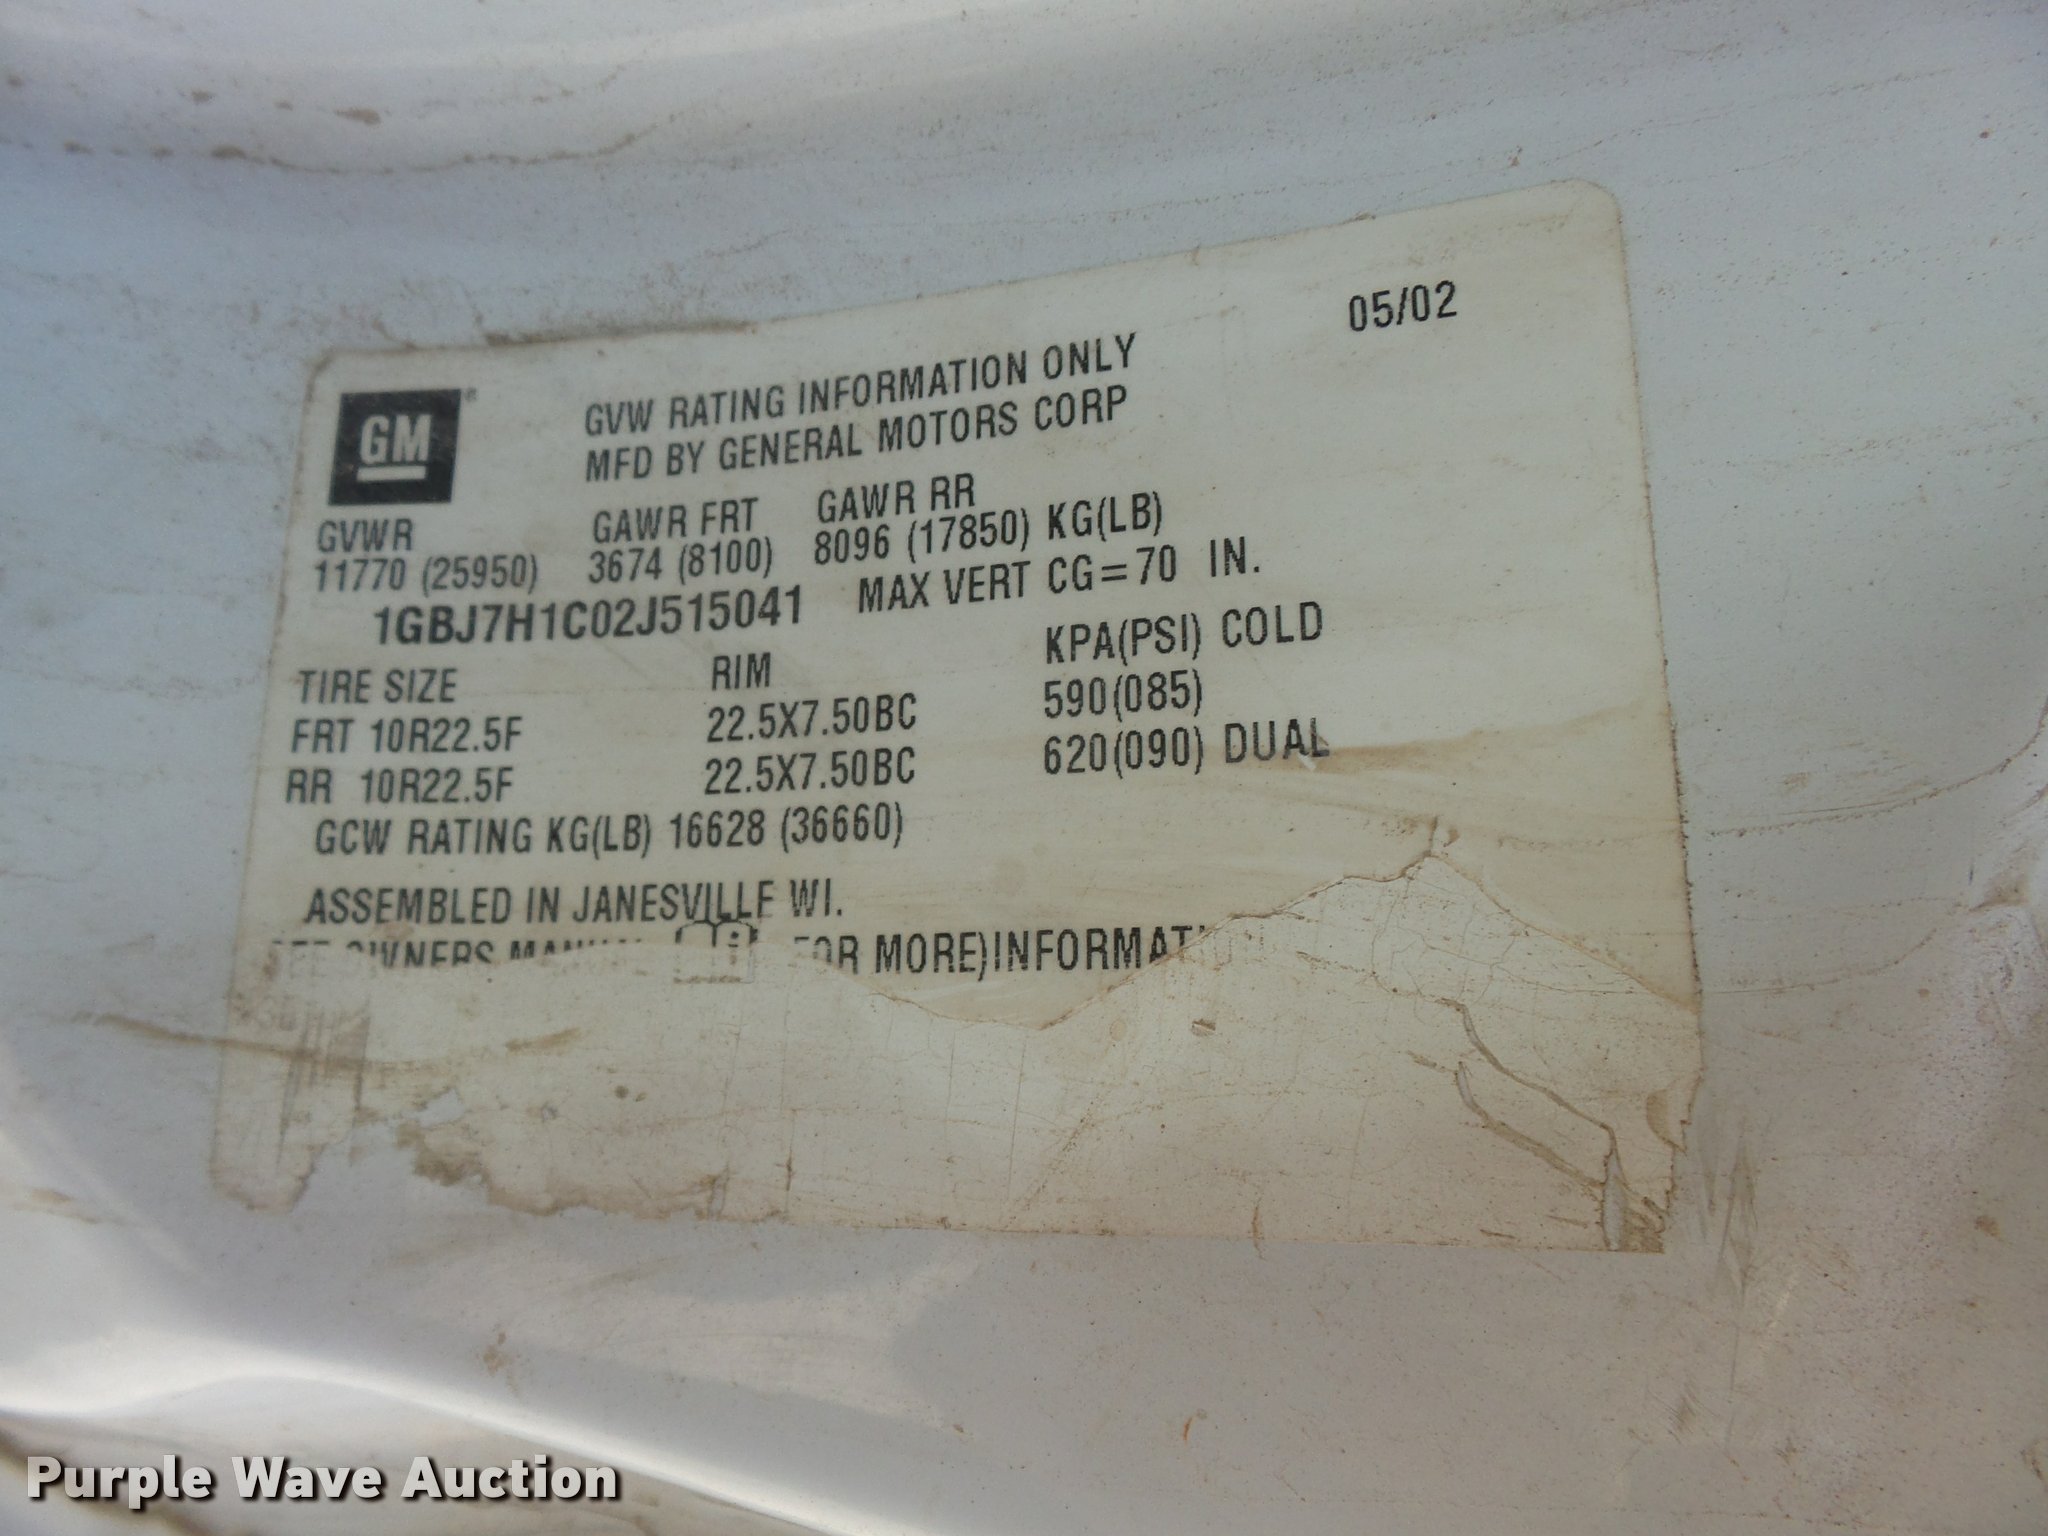 05/02
GM
GVW RATING INFORMATION ONLY
MFD BY GENERAL MOTORS CORP
GVWR GAWR FRT GAWR RR
11770 (25950) 3674 (8100) 8096 (17850) KG(LB)
1GBJ7H1C02J515041 MAX VERT CG=70 IN.
TIRE SIZE RIM KPA(PSI) COLD
FRT 10R22.5F 22.5X7.50BC 590(085)
RR 10R22.5F 22.5X7.50BC 620(090) DUAL
GCW RATING KG(LB) 16628 (36660)
ASSEMBLED IN JANESVILLE WI.
OWNERS FOR MORE)INFORMATI
Purple Wave Auction